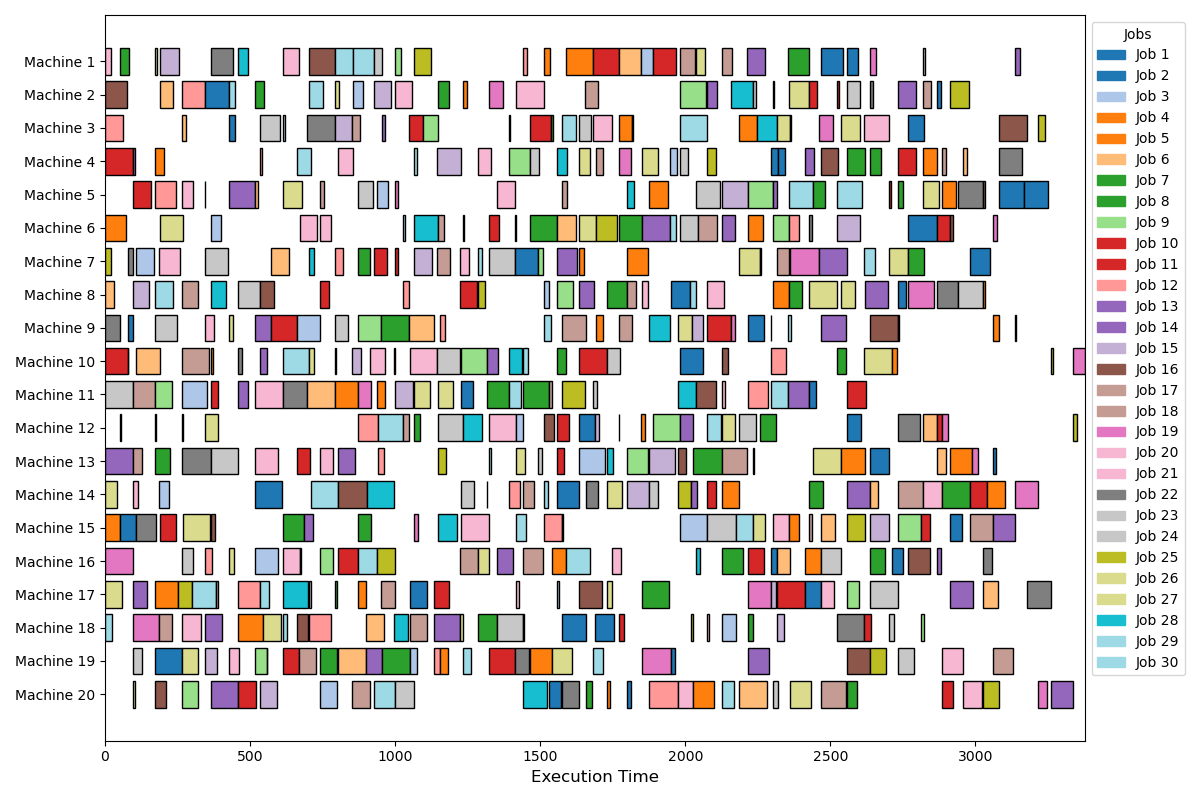 Machine 1
Machine 2
Machine 3
Machine 4
Machine 5
Machine 6
Machine 7
Machine 8
Machine 9
Machine 10
Machine 11
Machine 12
Machine 13
Machine 14
Machine 15
Machine 16
Machine 17
Machine 18
Machine 19
Machine 20
0 500 1000 1500 2000 2500 3000
Execution Time
Jobs
Job 1
Job 2
Job 3
Job 4
Job 5
Job 6
Job 7
Job 8
Job 9
Job 10
Job 11
Job 12
Job 13
Job 14
Job 15
Job 16
Job 17
Job 18
Job 19
Job 20
Job 21
Job 22
Job 23
Job 24
Job 25
Job 26
Job 27
Job 28
Job 29
Job 30